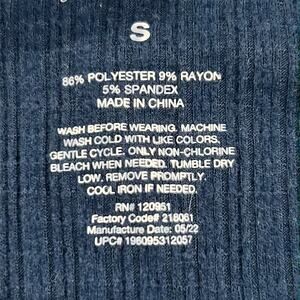 S
86% POLYESTER 9% RAYON
5% SPANDEX
MADE IN CHINA
WASH BEFORE WEARING. MACHINE
WASH COLD WITH LIKE COLORS.
GENTLE CYCLE. ONLY NON-CHLORINE
BLEACH WHEN NEEDED. TUMBLE DRY
LOW. REMOVE PROMPTLY.
COOL IRON IF NEEDED.
RN# 120951
Factory Code# 218061
Manufacture Date: 05/22
UPC# 196095312057